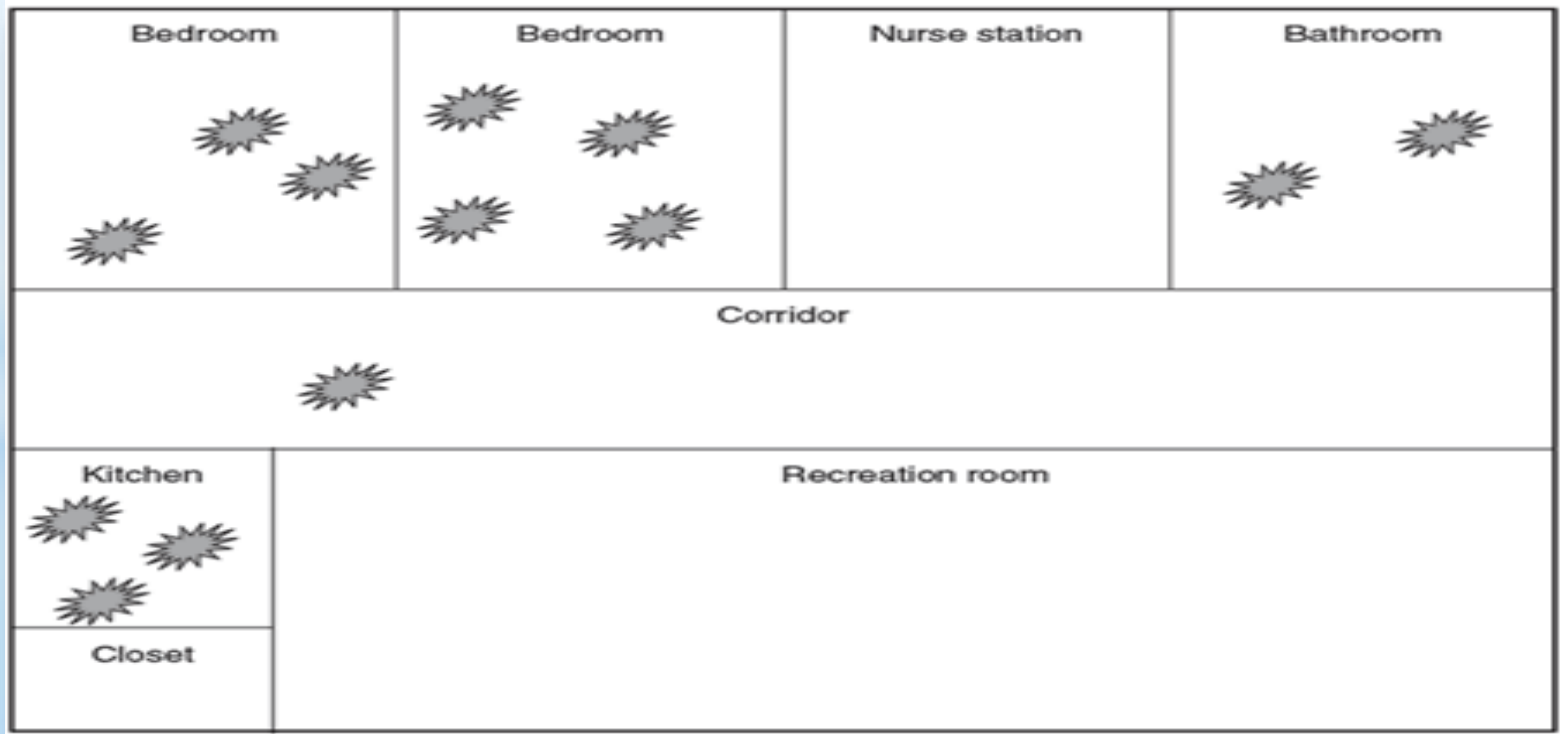 Bedroom
Bedroom
Nurse station
Bathroom
Corridor
Kitchen
Recreation room
Closet